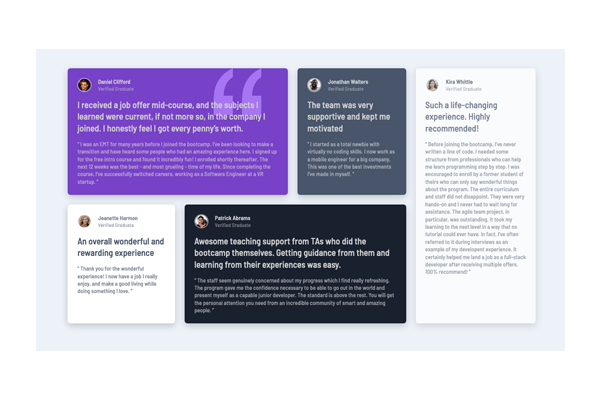 Daniel Clifford
Verified Graduate
I received a job offer mid-course, and the subjects I
learned were current, if not more so, in the company I
joined. I honestly feel I got every penny's worth.
" I was an EMT for many years before I joined the bootcamp. I've been looking to make a
transition and have heard some people who had an amazing experience here. I signed up
for the free intro course and found it incredibly fun! I enrolled shortly thereafter. The
next 12 weeks was the best - and most grueling - time of my life. Since completing the
course, I've successfully switched careers, working as a Software Engineer at a VR
startup. "
Jonathan Walters
Verified Graduate
The team was very
supportive and kept me
motivated
" I started as a total newbie with
virtually no coding skills. I now work as
a mobile engineer for a big company.
This was one of the best investments
I've made in myself. "
Kira Whittle
Verified Graduate
Such a life-changing
experience. Highly
recommended!
" Before joining the bootcamp, I've never
written a line of code. I needed some
structure from professionals who can help
me learn programming step by step. I was
encouraged to enroll by a former student of
theirs who can only say wonderful things
about the program. The entire curriculum
and staff did not disappoint. They were very
hands-on and I never had to wait long for
assistance. The agile team project, in
particular, was outstanding. It took my
learning to the next level in a way that no
tutorial could ever have. In fact, I've often
referred to it during interviews as an
example of my developent experience. It
certainly helped me land a job as a full-stack
developer after receiving multiple offers.
100% recommend! "
Jeanette Harmon
Verified Graduate
An overall wonderful and
rewarding experience
" Thank you for the wonderful
experience! I now have a job I really
enjoy, and make a good living while
doing something I love. "
Patrick Abrams
Verified Graduate
Awesome teaching support from TAs who did the
bootcamp themselves. Getting guidance from them and
learning from their experiences was easy.
" The staff seem genuinely concerned about my progress which I find really refreshing.
The program gave me the confidence necessary to be able to go out in the world and
present myself as a capable junior developer. The standard is above the rest. You will get
the personal attention you need from an incredible community of smart and amazing
people. "